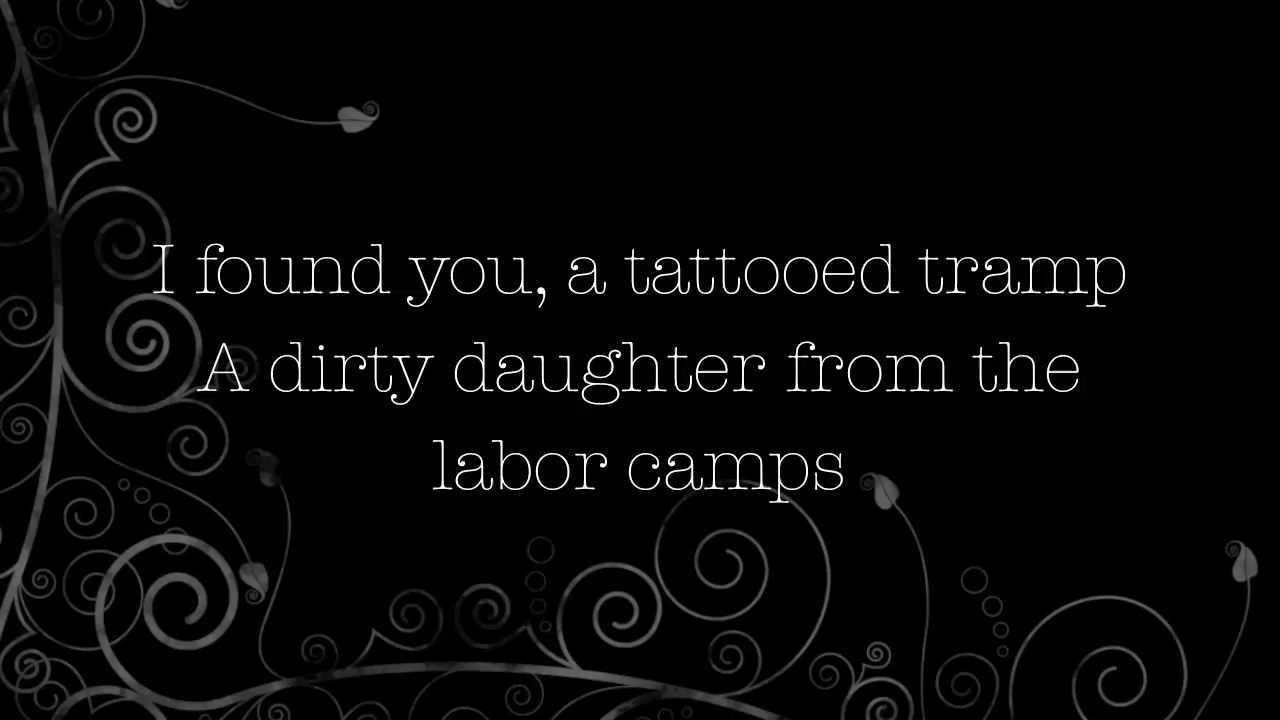 I found you, a tattooed tramp
A dirty daughter from the
labor camps